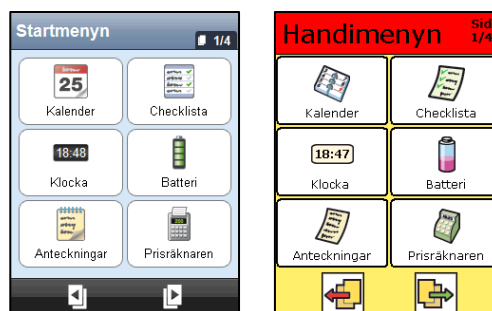 Startmenyn
1/4
25
Kalender
Checklista
18:48
Klocka
Batteri
Anteckningar
Prisräknaren
Handimenyn
Sid
1/4
Kalender
Checklista
18:47
Klocka
Batteri
Anteckningar
Prisräknaren